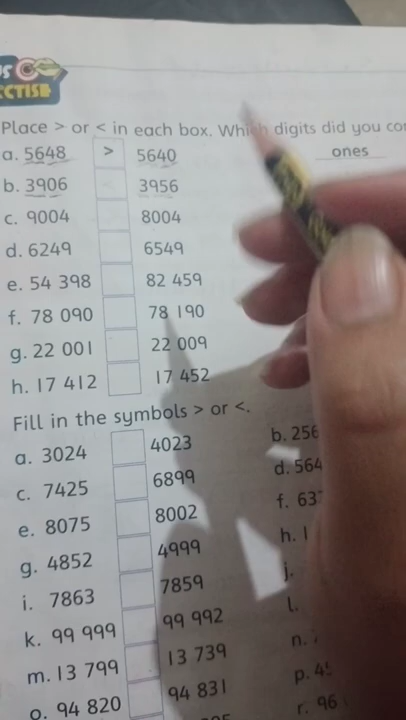 Place > or < in each box. Which digits did you
a. 5648 > 5640 ones
b. 3906 3956
c. 9004 8004
d. 6249 6549
e. 54 398 82 459
f. 78 090 78 190
g. 22 001 22 009
h. 17 412 17 452
Fill in the symbols > or <.
a. 3024 4023 b. 256
c. 7425 6899 d. 564
e. 8075 8002 f. 63
g. 4852 4999 h.
i. 7863 7859 j.
k. 99 999 99 992 l.
m. 13 799 13 739 n.
o. 94 820 94 831 p.
r. 96